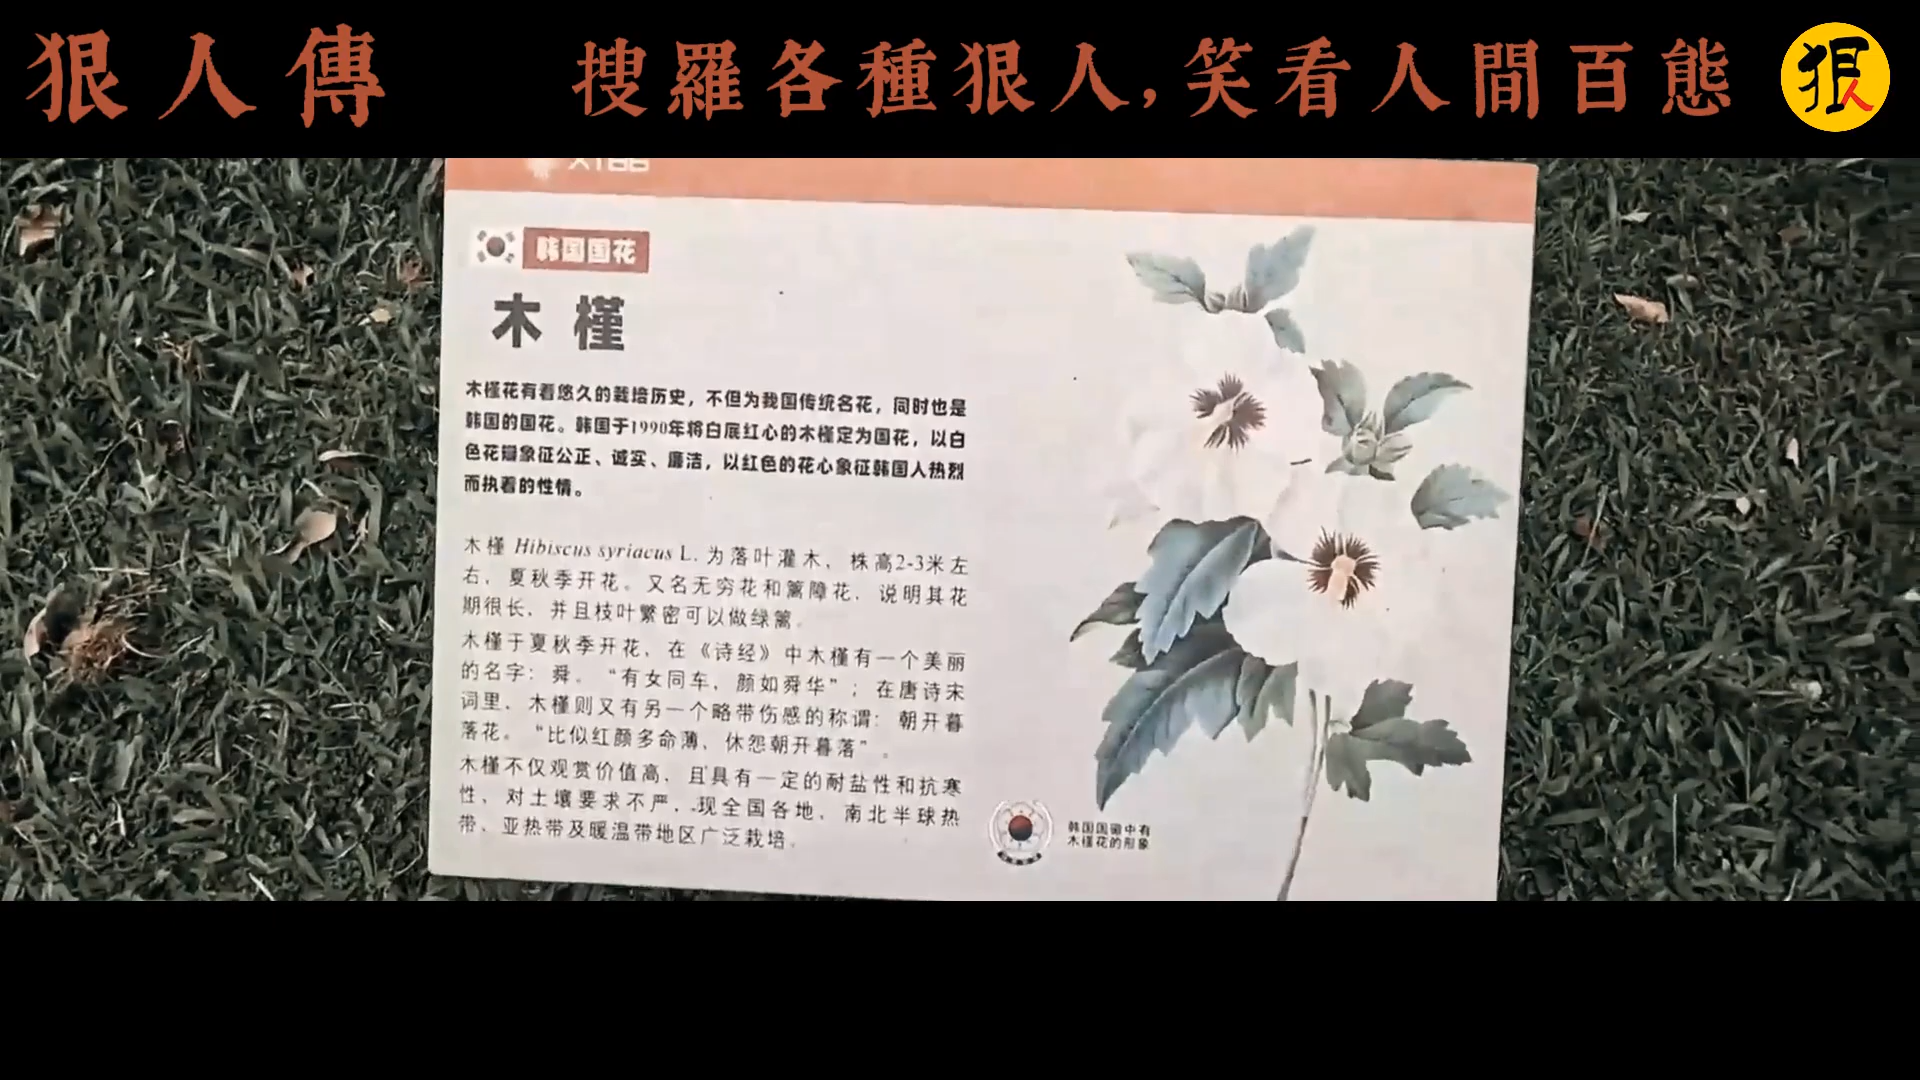 狠人傳
搜羅各種狠人,笑看人間百態
狠人
韩国国花
木槿
木槿花有着悠久的栽培历史，不但为我国传统名花，同时也是
韩国的国花。韩国于1990年将白底红心的木槿定为国花，以白
色花瓣象征公正、诚实、廉洁，以红色的花心象征韩国人热烈
而执着的性情。
木槿 Hibiscus syriacus L. 为落叶灌木，株高2-3米左
右，夏秋季开花。又名无穷花和篱障花，说明其花
期很长，并且枝叶繁密可以做绿篱。
木槿于夏秋季开花，在《诗经》中木槿有一个美丽
的名字：舜。“有女同车，颜如舜华”；在唐诗宋
词里，木槿则又有另一个略带伤感的称谓：朝开暮
落花。“比似红颜多命薄，休怨朝开暮落”。
木槿不仅观赏价值高，且具有一定的耐盐性和抗寒
性，对土壤要求不严，现全国各地，南北半球热
带、亚热带及暖温带地区广泛栽培。
韩国国徽中有
木槿花的形象